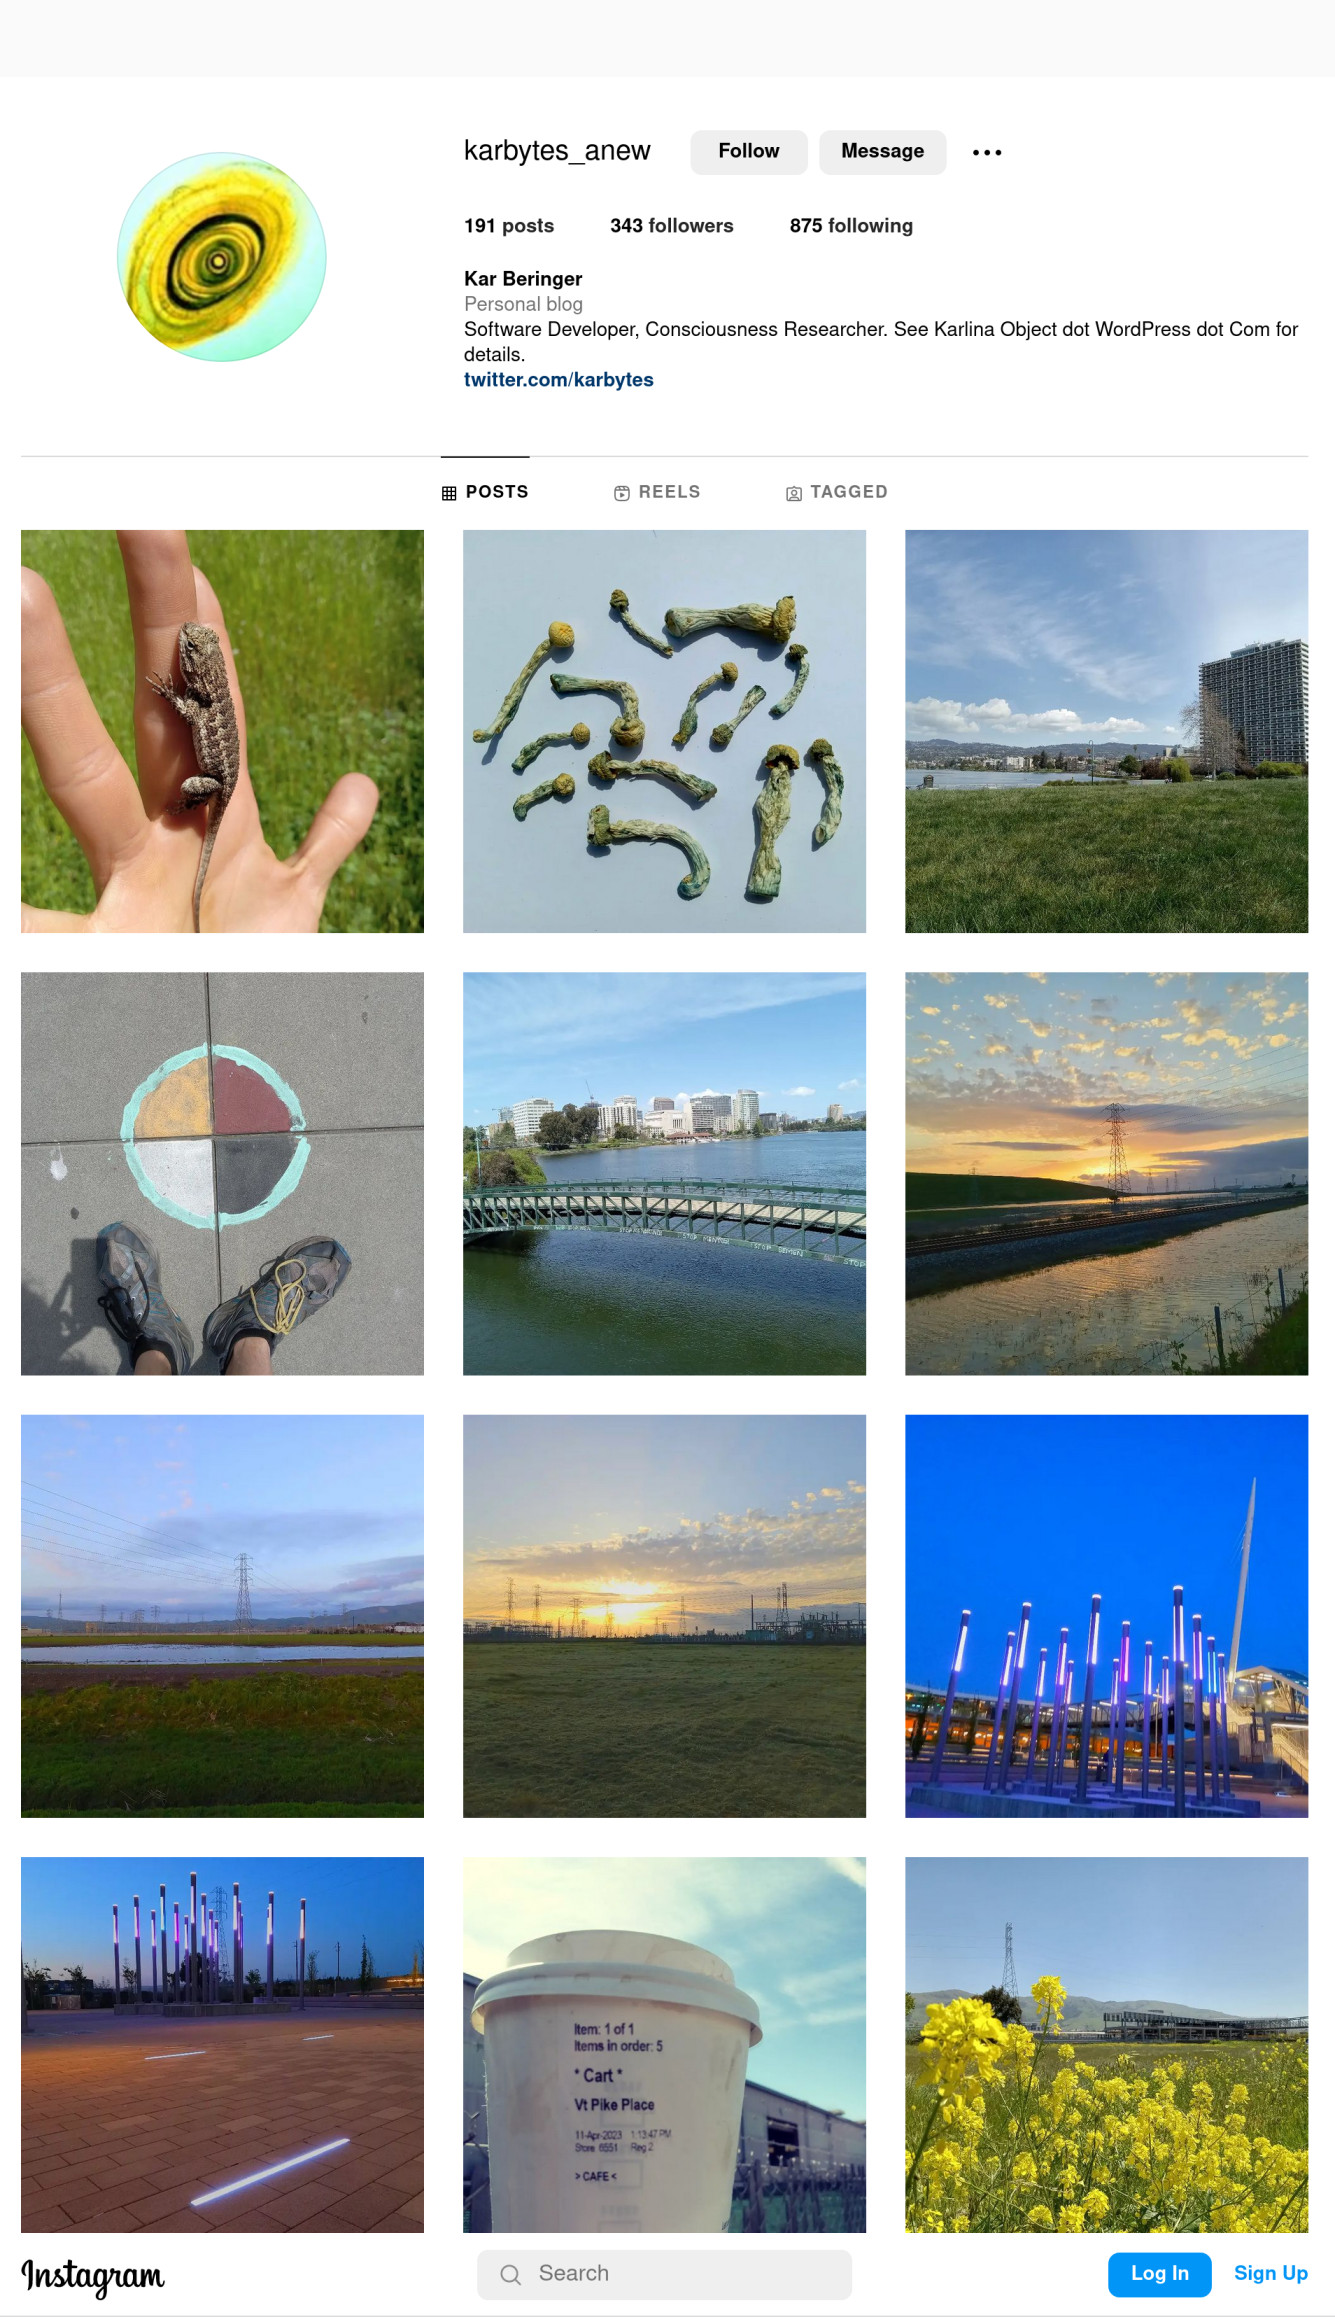 karbytes_anew
Follow
Message
191 posts
343 followers
875 following
Kar Beringer
Personal blog
Software Developer, Consciousness Researcher. See Karlina Object dot WordPress dot Com for
details.
twitter.com/karbytes
POSTS
REELS
TAGGED
STOP
Item: 1 of 1
Items in order: 5
* Cart *
Vt Pike Place
11-Apr-2023 1:13:47 PM
Store 6551 Reg 2
> CAFE <
Instagram
Search
Log In
Sign Up